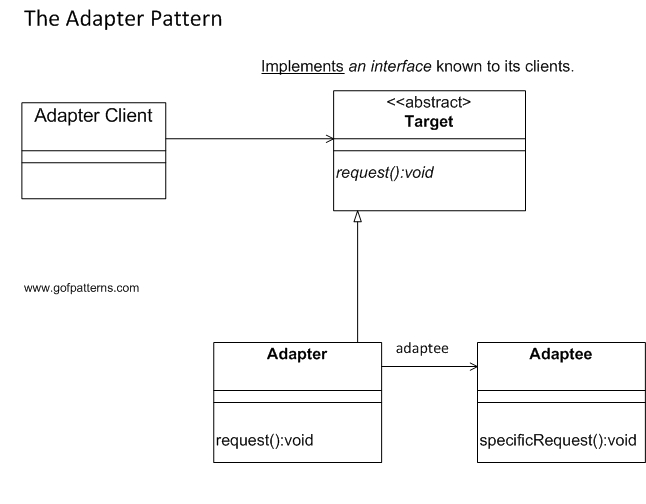 The Adapter Pattern
Implements an interface known to its clients.
Adapter Client
<<abstract>>
Target
request():void
www.gofpatterns.com
Adapter
adaptee
Adaptee
request():void
specificRequest():void